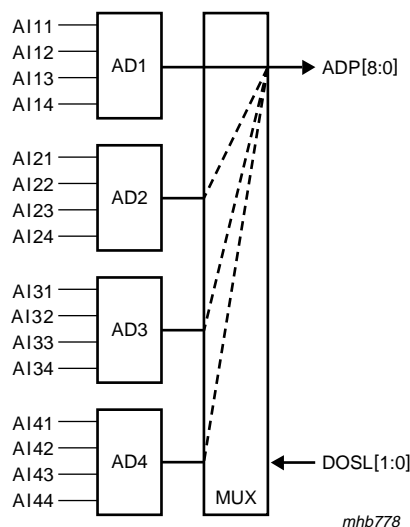 AI11
AI12
AI13
AI14
AD1
ADP[8:0]
AI21
AI22
AI23
AI24
AD2
AI31
AI32
AI33
AI34
AD3
AI41
AI42
AI43
AI44
AD4
DOSL[1:0]
MUX
mhb778